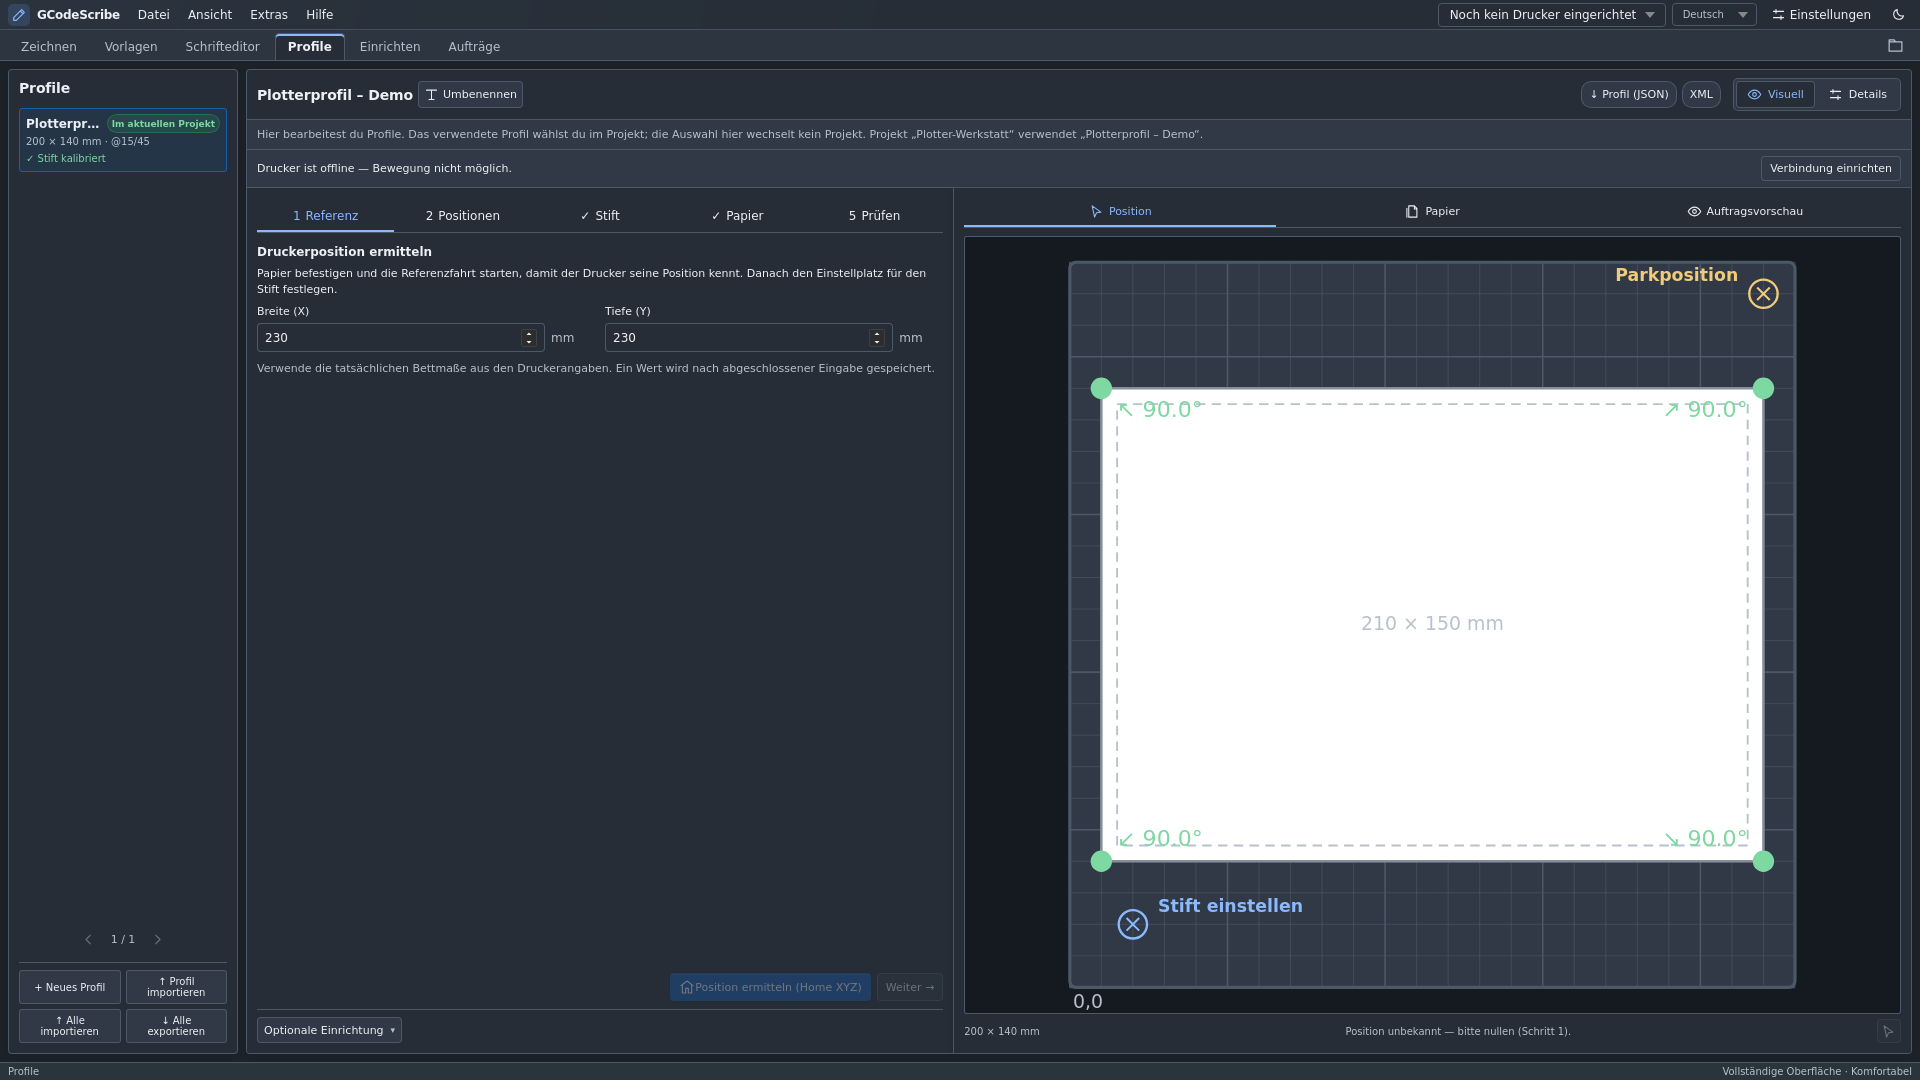 GCodeScribe Datei Ansicht Extras Hilfe Noch kein Drucker eingerichtet Deutsch Einstellungen
Zeichnen Vorlagen Schrifteditor Profile Einrichten Aufträge
Profile
Plotterpr... Im aktuellen Projekt
200 × 140 mm · @15/45
✓ Stift kalibriert
1 / 1
+ Neues Profil
↑ Profil importieren
↑ Alle importieren
↓ Alle exportieren
Plotterprofil – Demo Umbenennen ↓ Profil (JSON) XML Visuell Details
Hier bearbeitest du Profile. Das verwendete Profil wählst du im Projekt; die Auswahl hier wechselt kein Projekt. Projekt „Plotter-Werkstatt“ verwendet „Plotterprofil – Demo“.
Drucker ist offline — Bewegung nicht möglich. Verbindung einrichten
1 Referenz 2 Positionen ✓ Stift ✓ Papier 5 Prüfen
Druckerposition ermitteln
Papier befestigen und die Referenzfahrt starten, damit der Drucker seine Position kennt. Danach den Einstellplatz für den
Stift festlegen.
Breite (X) Tiefe (Y)
230 mm 230 mm
Verwende die tatsächlichen Bettmaße aus den Druckerangaben. Ein Wert wird nach abgeschlossener Eingabe gespeichert.
Position ermitteln (Home XYZ) Weiter →
Optionale Einrichtung ▾
Position Papier Auftragsvorschau
Parkposition
↖ 90.0° ↗ 90.0°
210 × 150 mm
↙ 90.0° ↘ 90.0°
Stift einstellen
0,0
200 × 140 mm Position unbekannt — bitte nullen (Schritt 1).
Profile Vollständige Oberfläche · Komfortabel